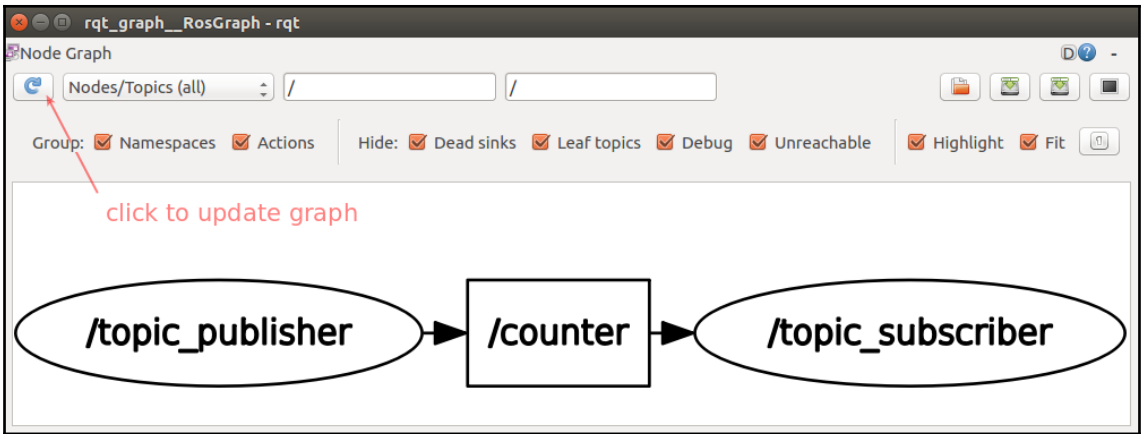 rqt_graph__RosGraph - rqt
Node Graph D ? -
Nodes/Topics (all) / /
Group: Namespaces Actions Hide: Dead sinks Leaf topics Debug Unreachable Highlight Fit
click to update graph
/topic_publisher /counter /topic_subscriber